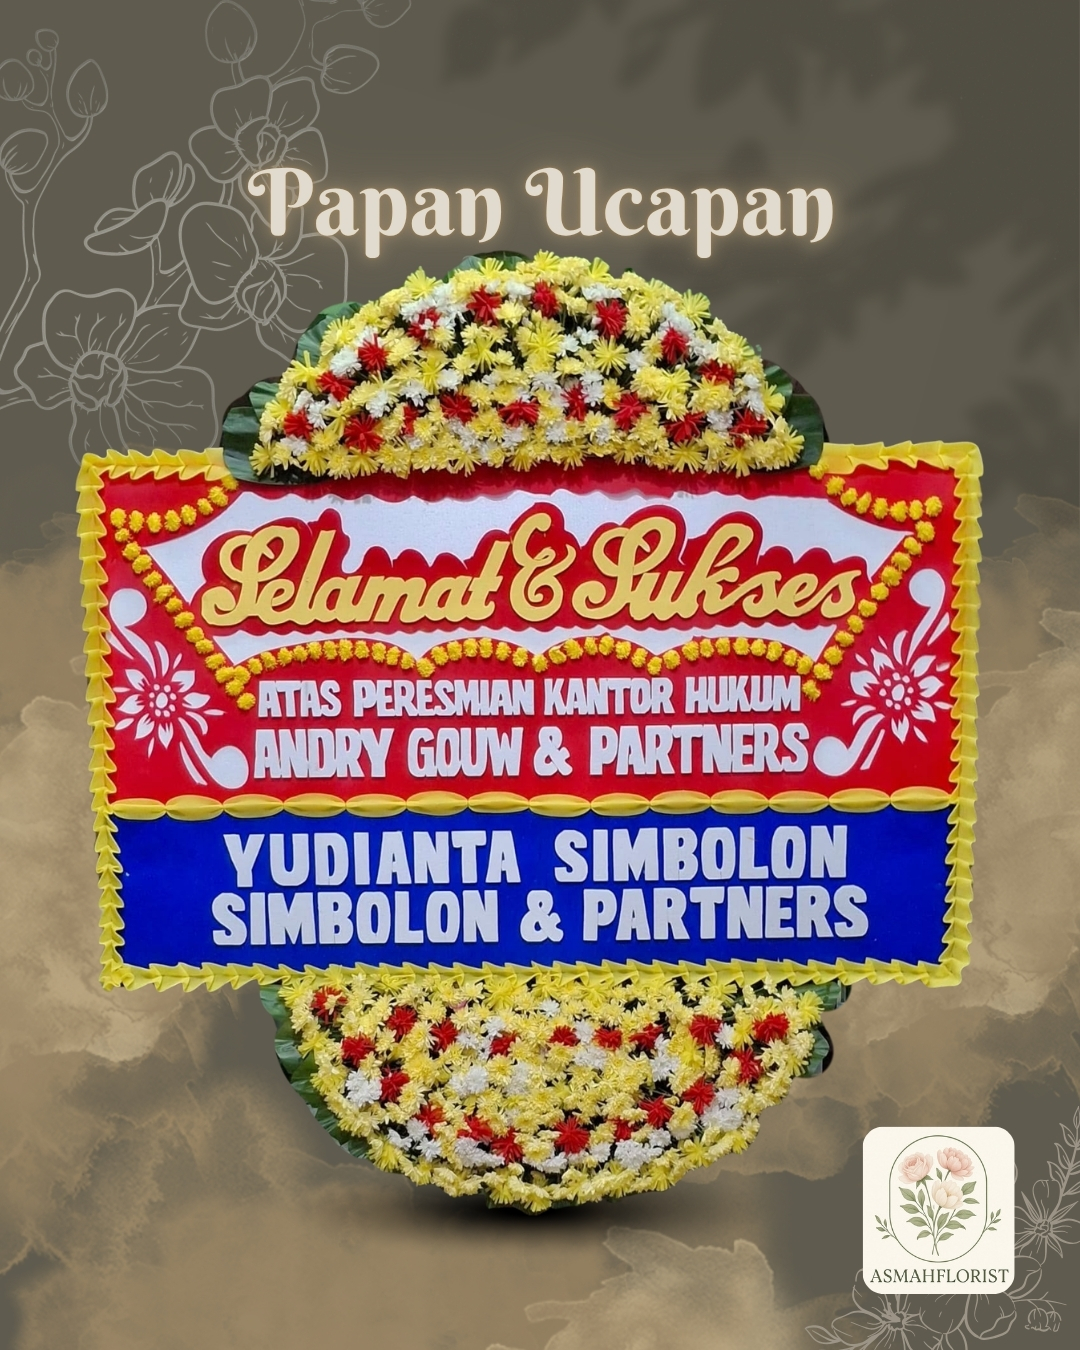 Papan Ucapan
Selamat & Sukses
ATAS PERESMIAN KANTOR HUKUM
ANDRY GOUW & PARTNERS
YUDIANTA SIMBOLON
SIMBOLON & PARTNERS
ASMAHFLORIST